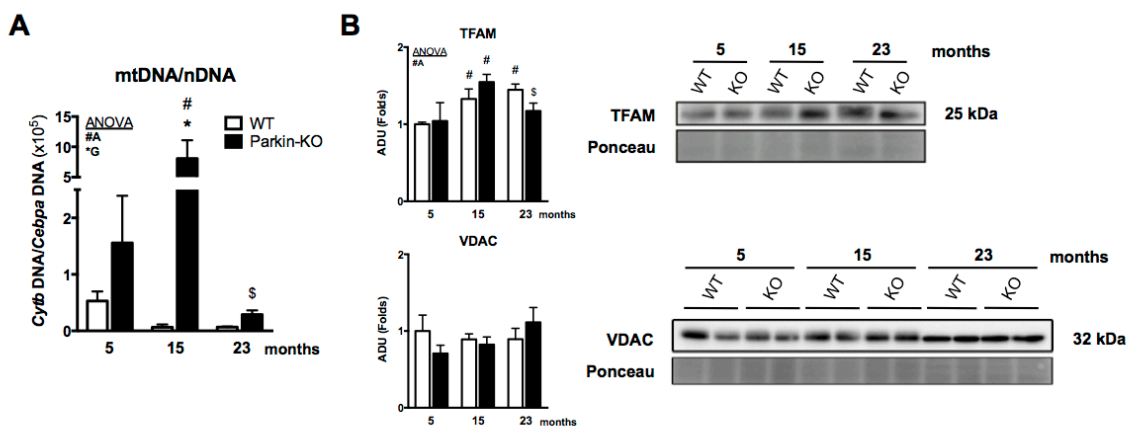 A
mtDNA/nDNA
Cytb DNA/Cebpa DNA (x10⁵)
ANOVA
#A
*G
WT
Parkin-KO
15
10
5
2
1
0
#
*
$
5 15 23 months
B
TFAM
ADU (Folds)
ANOVA
#A
2
1
0
# # #
$
5 15 23 months
VDAC
ADU (Folds)
2
1
0
5 15 23 months
5 15 23 months
WT KO WT KO WT KO
TFAM 25 kDa
Ponceau
5 15 23 months
WT KO WT KO WT KO
VDAC 32 kDa
Ponceau